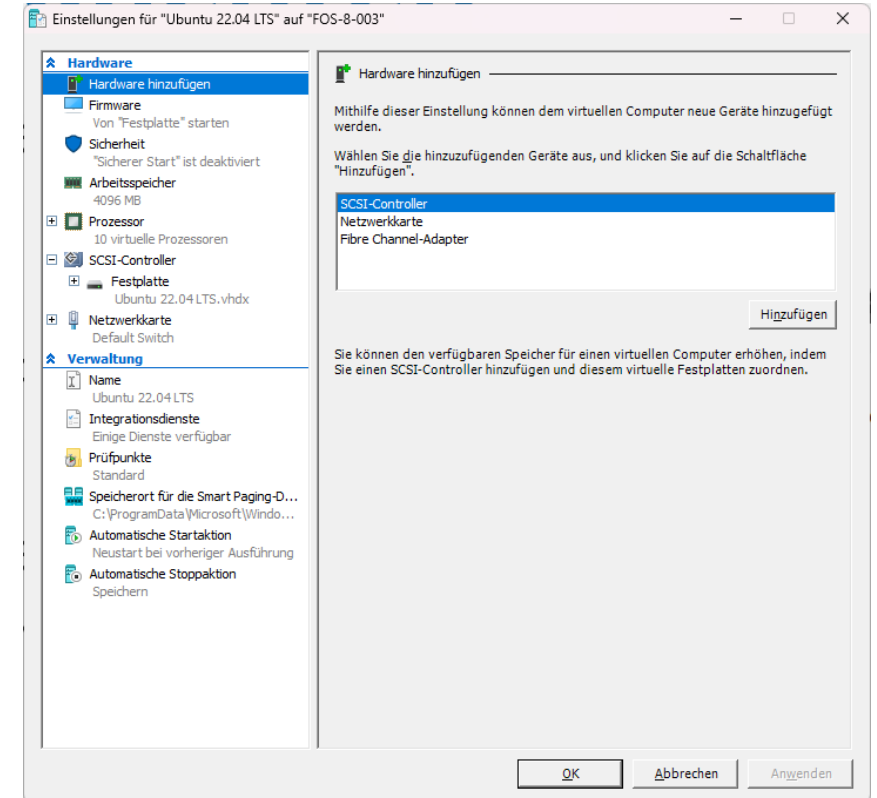 Einstellungen für "Ubuntu 22.04 LTS" auf "FOS-8-003"
Hardware
Hardware hinzufügen
Firmware
Von "Festplatte" starten
Sicherheit
"Sicherer Start" ist deaktiviert
Arbeitsspeicher
4096 MB
Prozessor
10 virtuelle Prozessoren
SCSI-Controller
Festplatte
Ubuntu 22.04 LTS.vhdx
Netzwerkkarte
Default Switch
Verwaltung
Name
Ubuntu 22.04 LTS
Integrationsdienste
Einige Dienste verfügbar
Prüfpunkte
Standard
Speicherort für die Smart Paging-D...
C:\ProgramData\Microsoft\Windo...
Automatische Startaktion
Neustart bei vorheriger Ausführung
Automatische Stoppaktion
Speichern
Hardware hinzufügen
Mithilfe dieser Einstellung können dem virtuellen Computer neue Geräte hinzugefügt
werden.
Wählen Sie die hinzuzufügenden Geräte aus, und klicken Sie auf die Schaltfläche
"Hinzufügen".
SCSI-Controller
Netzwerkkarte
Fibre Channel-Adapter
Hinzufügen
Sie können den verfügbaren Speicher für einen virtuellen Computer erhöhen, indem
Sie einen SCSI-Controller hinzufügen und diesem virtuelle Festplatten zuordnen.
OK
Abbrechen
Anwenden